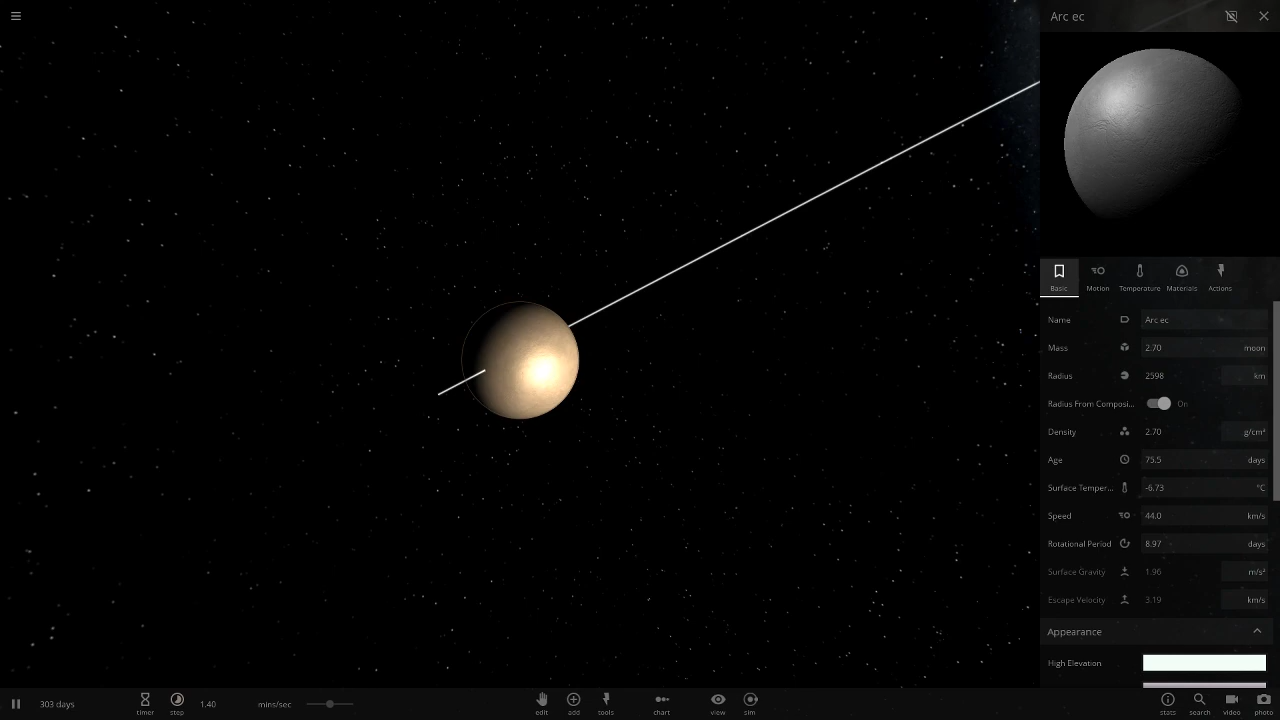 Arc ec
Basic Motion Temperature Materials Actions
Name Arc ec
Mass 2.70 moon
Radius 2598 km
Radius From Composi... On
Density 2.70 g/cm³
Age 75.5 days
Surface Temper... -6.73 °C
Speed 44.0 km/s
Rotational Period 8.97 days
Surface Gravity 1.96 m/s²
Escape Velocity 3.19 km/s
Appearance
High Elevation
303 days timer step 1.40 mins/sec edit add tools chart view sim stats search video photo